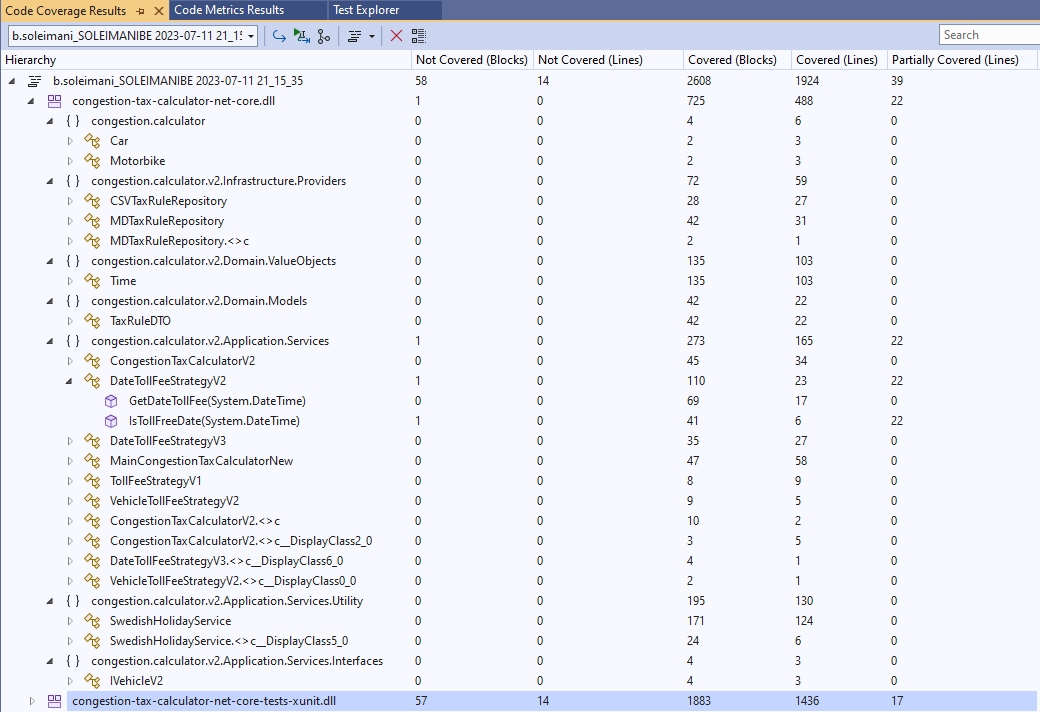 Code Coverage Results Code Metrics Results Test Explorer
b.soleimani_SOLEIMANIBE 2023-07-11 21_1 Search
Hierarchy Not Covered (Blocks) Not Covered (Lines) Covered (Blocks) Covered (Lines) Partially Covered (Lines)
b.soleimani_SOLEIMANIBE 2023-07-11 21_15_35 58 14 2608 1924 39
congestion-tax-calculator-net-core.dll 1 0 725 488 22
{ } congestion.calculator 0 0 4 6 0
Car 0 0 2 3 0
Motorbike 0 0 2 3 0
{ } congestion.calculator.v2.Infrastructure.Providers 0 0 72 59 0
CSVTaxRuleRepository 0 0 28 27 0
MDTaxRuleRepository 0 0 42 31 0
MDTaxRuleRepository.<>c 0 0 2 1 0
{ } congestion.calculator.v2.Domain.ValueObjects 0 0 135 103 0
Time 0 0 135 103 0
{ } congestion.calculator.v2.Domain.Models 0 0 42 22 0
TaxRuleDTO 0 0 42 22 0
{ } congestion.calculator.v2.Application.Services 1 0 273 165 22
CongestionTaxCalculatorV2 0 0 45 34 0
DateTollFeeStrategyV2 1 0 110 23 22
GetDateTollFee(System.DateTime) 0 0 69 17 0
IsTollFreeDate(System.DateTime) 1 0 41 6 22
DateTollFeeStrategyV3 0 0 35 27 0
MainCongestionTaxCalculatorNew 0 0 47 58 0
TollFeeStrategyV1 0 0 8 9 0
VehicleTollFeeStrategyV2 0 0 9 5 0
CongestionTaxCalculatorV2.<>c 0 0 10 2 0
CongestionTaxCalculatorV2.<>c__DisplayClass2_0 0 0 3 5 0
DateTollFeeStrategyV3.<>c__DisplayClass6_0 0 0 4 1 0
VehicleTollFeeStrategyV2.<>c__DisplayClass0_0 0 0 2 1 0
{ } congestion.calculator.v2.Application.Services.Utility 0 0 195 130 0
SwedishHolidayService 0 0 171 124 0
SwedishHolidayService.<>c__DisplayClass5_0 0 0 24 6 0
{ } congestion.calculator.v2.Application.Services.Interfaces 0 0 4 3 0
IVehicleV2 0 0 4 3 0
congestion-tax-calculator-net-core-tests-xunit.dll 57 14 1883 1436 17